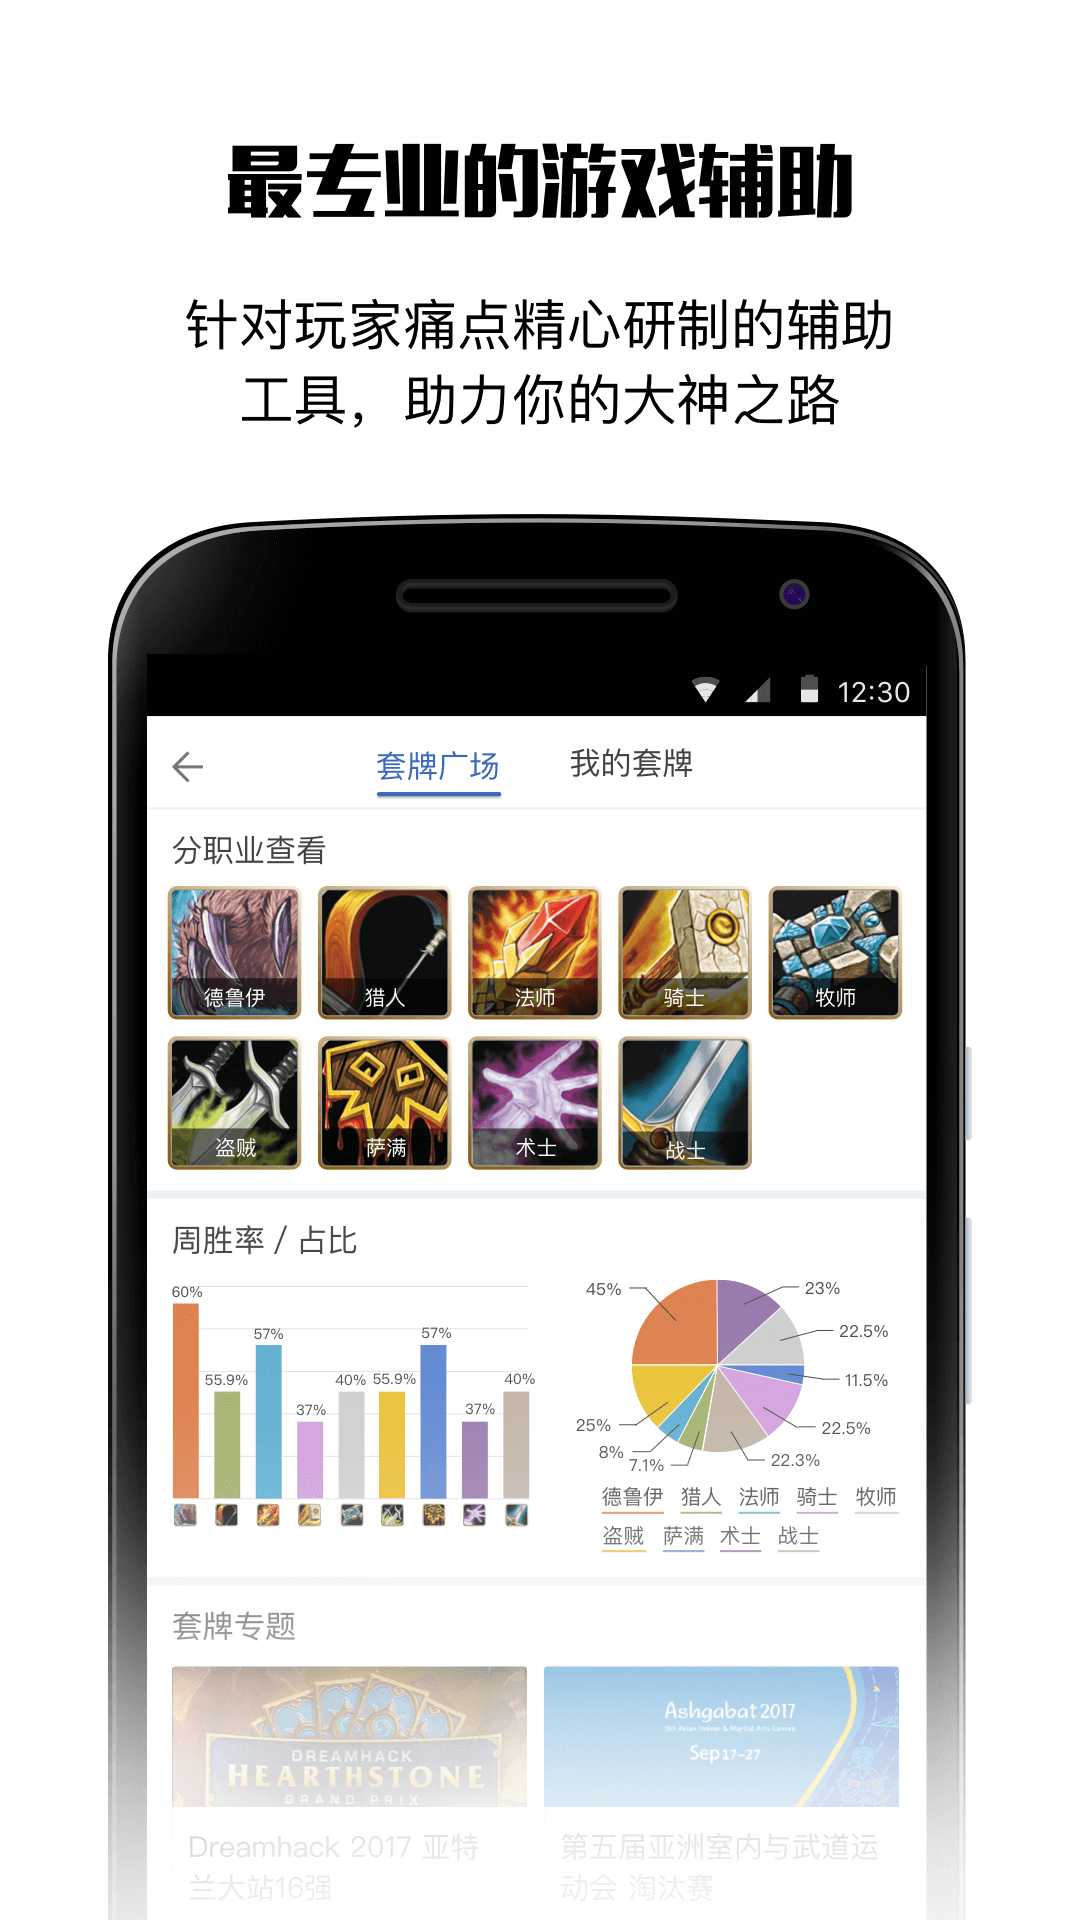 最专业的游戏辅助
针对玩家痛点精心研制的辅助
工具，助力你的大神之路
12:30
套牌广场 我的套牌
分职业查看
德鲁伊 猎人 法师 骑士 牧师
盗贼 萨满 术士 战士
周胜率 / 占比
60%
55.9%
57%
37%
40%
55.9%
57%
37%
40%
45%
23%
22.5%
11.5%
22.5%
22.3%
7.1%
8%
25%
德鲁伊 猎人 法师 骑士 牧师
盗贼 萨满 术士 战士
套牌专题
DREAMHACK
HEARTHSTONE
GRAND PRIX
Ashgabat 2017
5th Asian Indoor & Martial Arts Games
Sep 17-27
Dreamhack 2017 亚特
兰大站16强
第五届亚洲室内与武道运
动会 淘汰赛